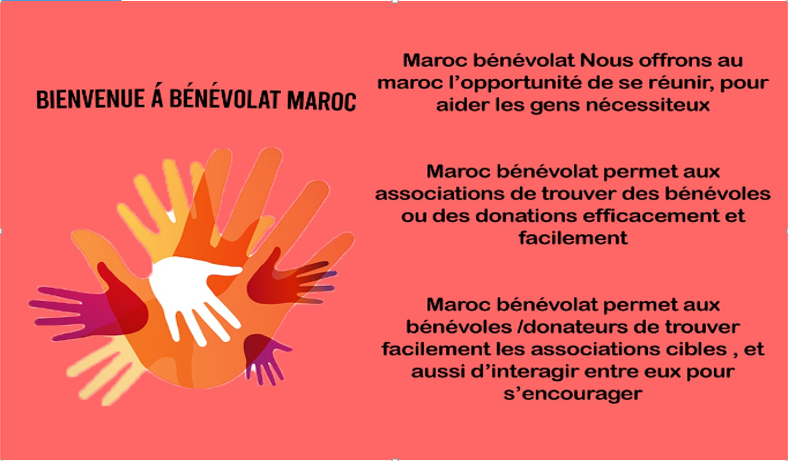 BIENVENUE Á BÉNÉVOLAT MAROC
Maroc bénévolat Nous offrons au
maroc l'opportunité de se réunir, pour
aider les gens nécessiteux
Maroc bénévolat permet aux
associations de trouver des bénévoles
ou des donations efficacement et
facilement
Maroc bénévolat permet aux
bénévoles /donateurs de trouver
facilement les associations cibles , et
aussi d'interagir entre eux pour
s'encourager